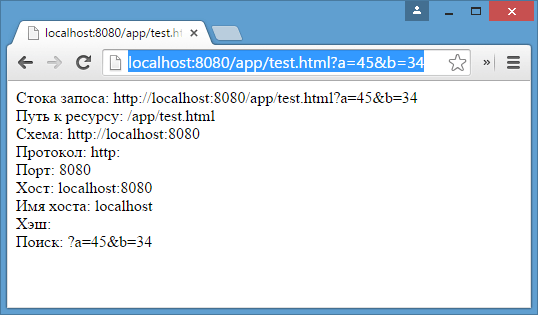 localhost:8080/app/test.ht
localhost:8080/app/test.html?a=45&b=34
Стока запоса: http://localhost:8080/app/test.html?a=45&b=34
Путь к ресурсу: /app/test.html
Схема: http://localhost:8080
Протокол: http:
Порт: 8080
Хост: localhost:8080
Имя хоста: localhost
Хэш:
Поиск: ?a=45&b=34